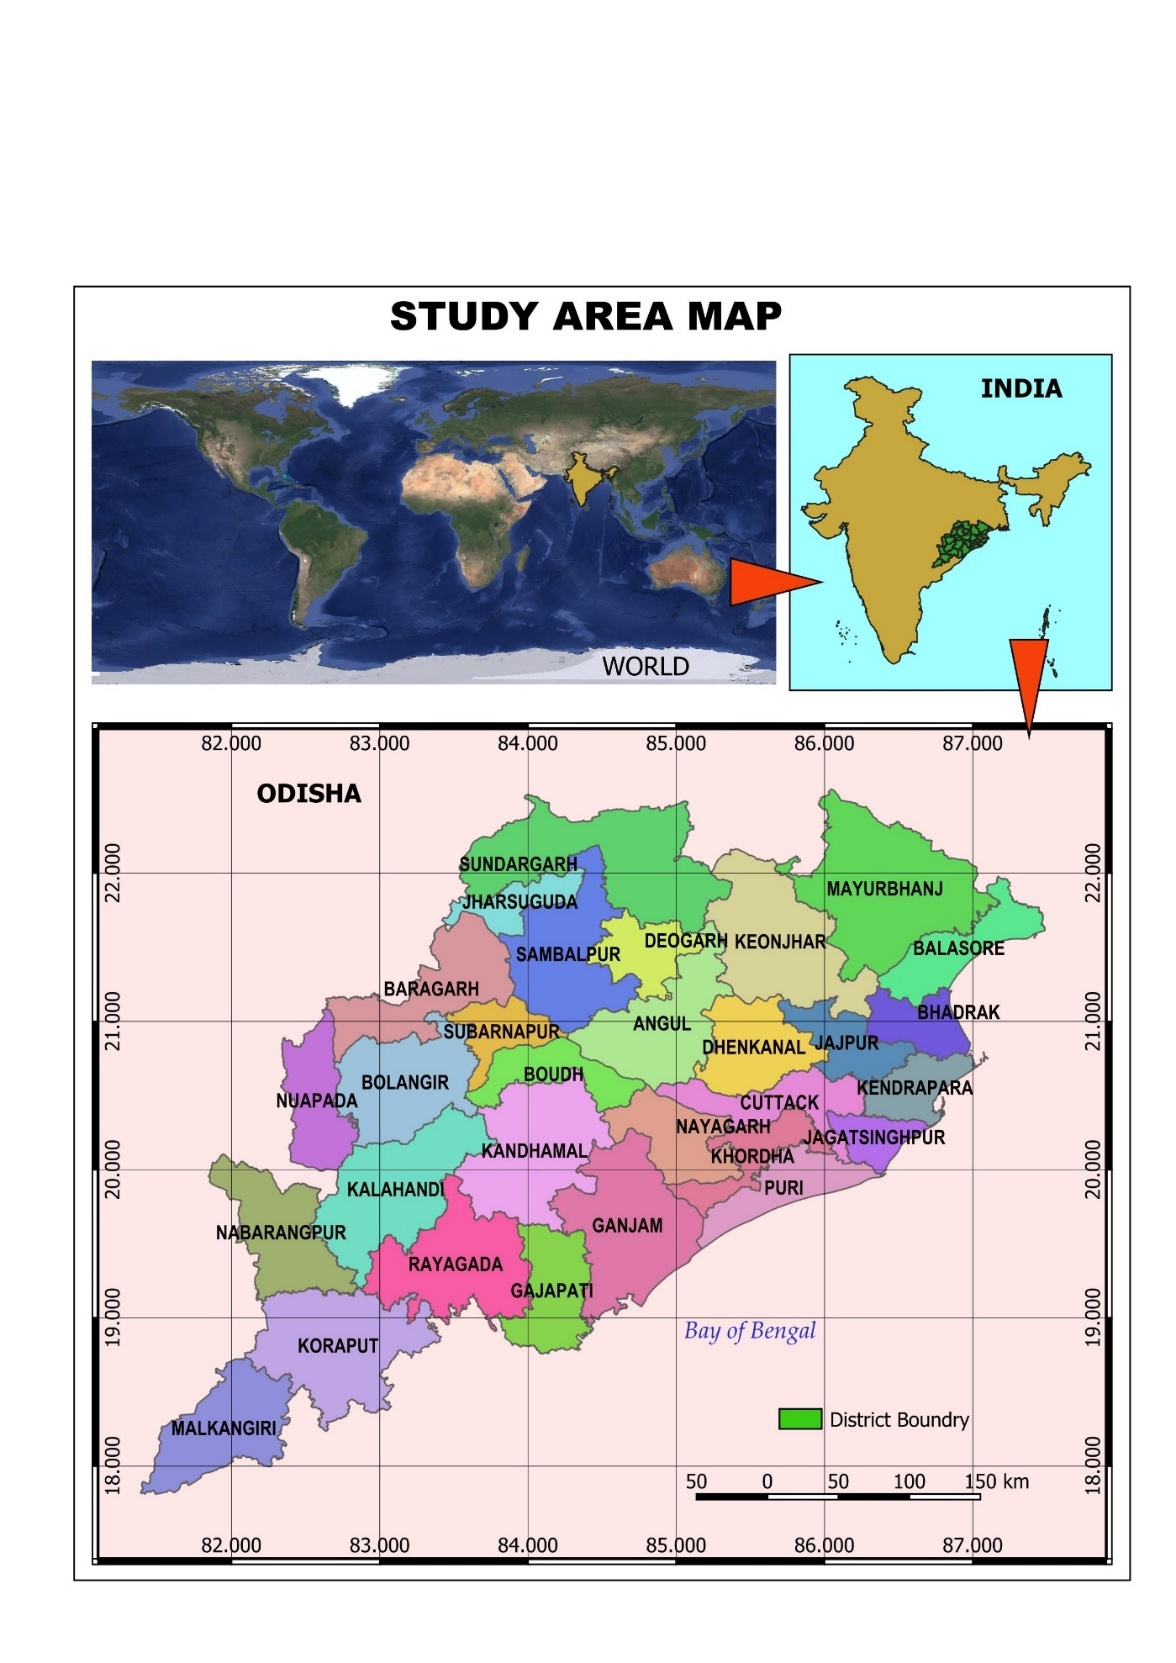 STUDY AREA MAP
INDIA
WORLD
82.000 83.000 84.000 85.000 86.000 87.000
ODISHA
SUNDARGARH
22.000
22.000
MAYURBHANJ
JHARSUGUDA
DEOGARH
KEONJHAR
BALASORE
SAMBALPUR
BARAGARH
BHADRAK
21.000
21.000
ANGUL
SUBARNAPUR
DHENKANAL
JAJPUR
BOUDH
BOLANGIR
KENDRAPARA
NUAPADA
CUTTACK
NAYAGARH
JAGATSINGHPUR
KANDHAMAL
KHORDHA
20.000
20.000
KALAHANDI
PURI
GANJAM
NABARANGPUR
RAYAGADA
GAJAPATI
19.000
19.000
Bay of Bengal
KORAPUT
District Boundry
MALKANGIRI
18.000
18.000
50 0 50 100 150 km
82.000 83.000 84.000 85.000 86.000 87.000